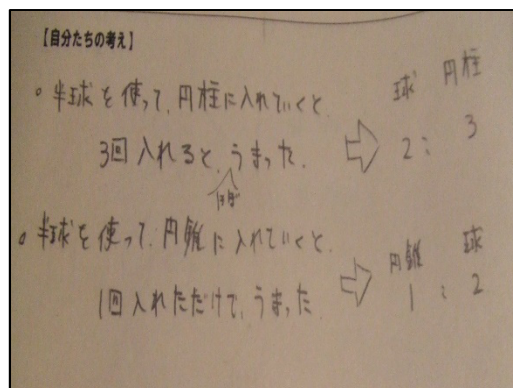 【自分たちの考え】
。半球を使って、円柱に入れていくと、
3回入れると、うまった。
ほぼ
⇨ 球 円柱
2 : 3
。半球を使って、円錐に入れていくと、
1回入れただけで、うまった
⇨ 円錐 球
1 : 2